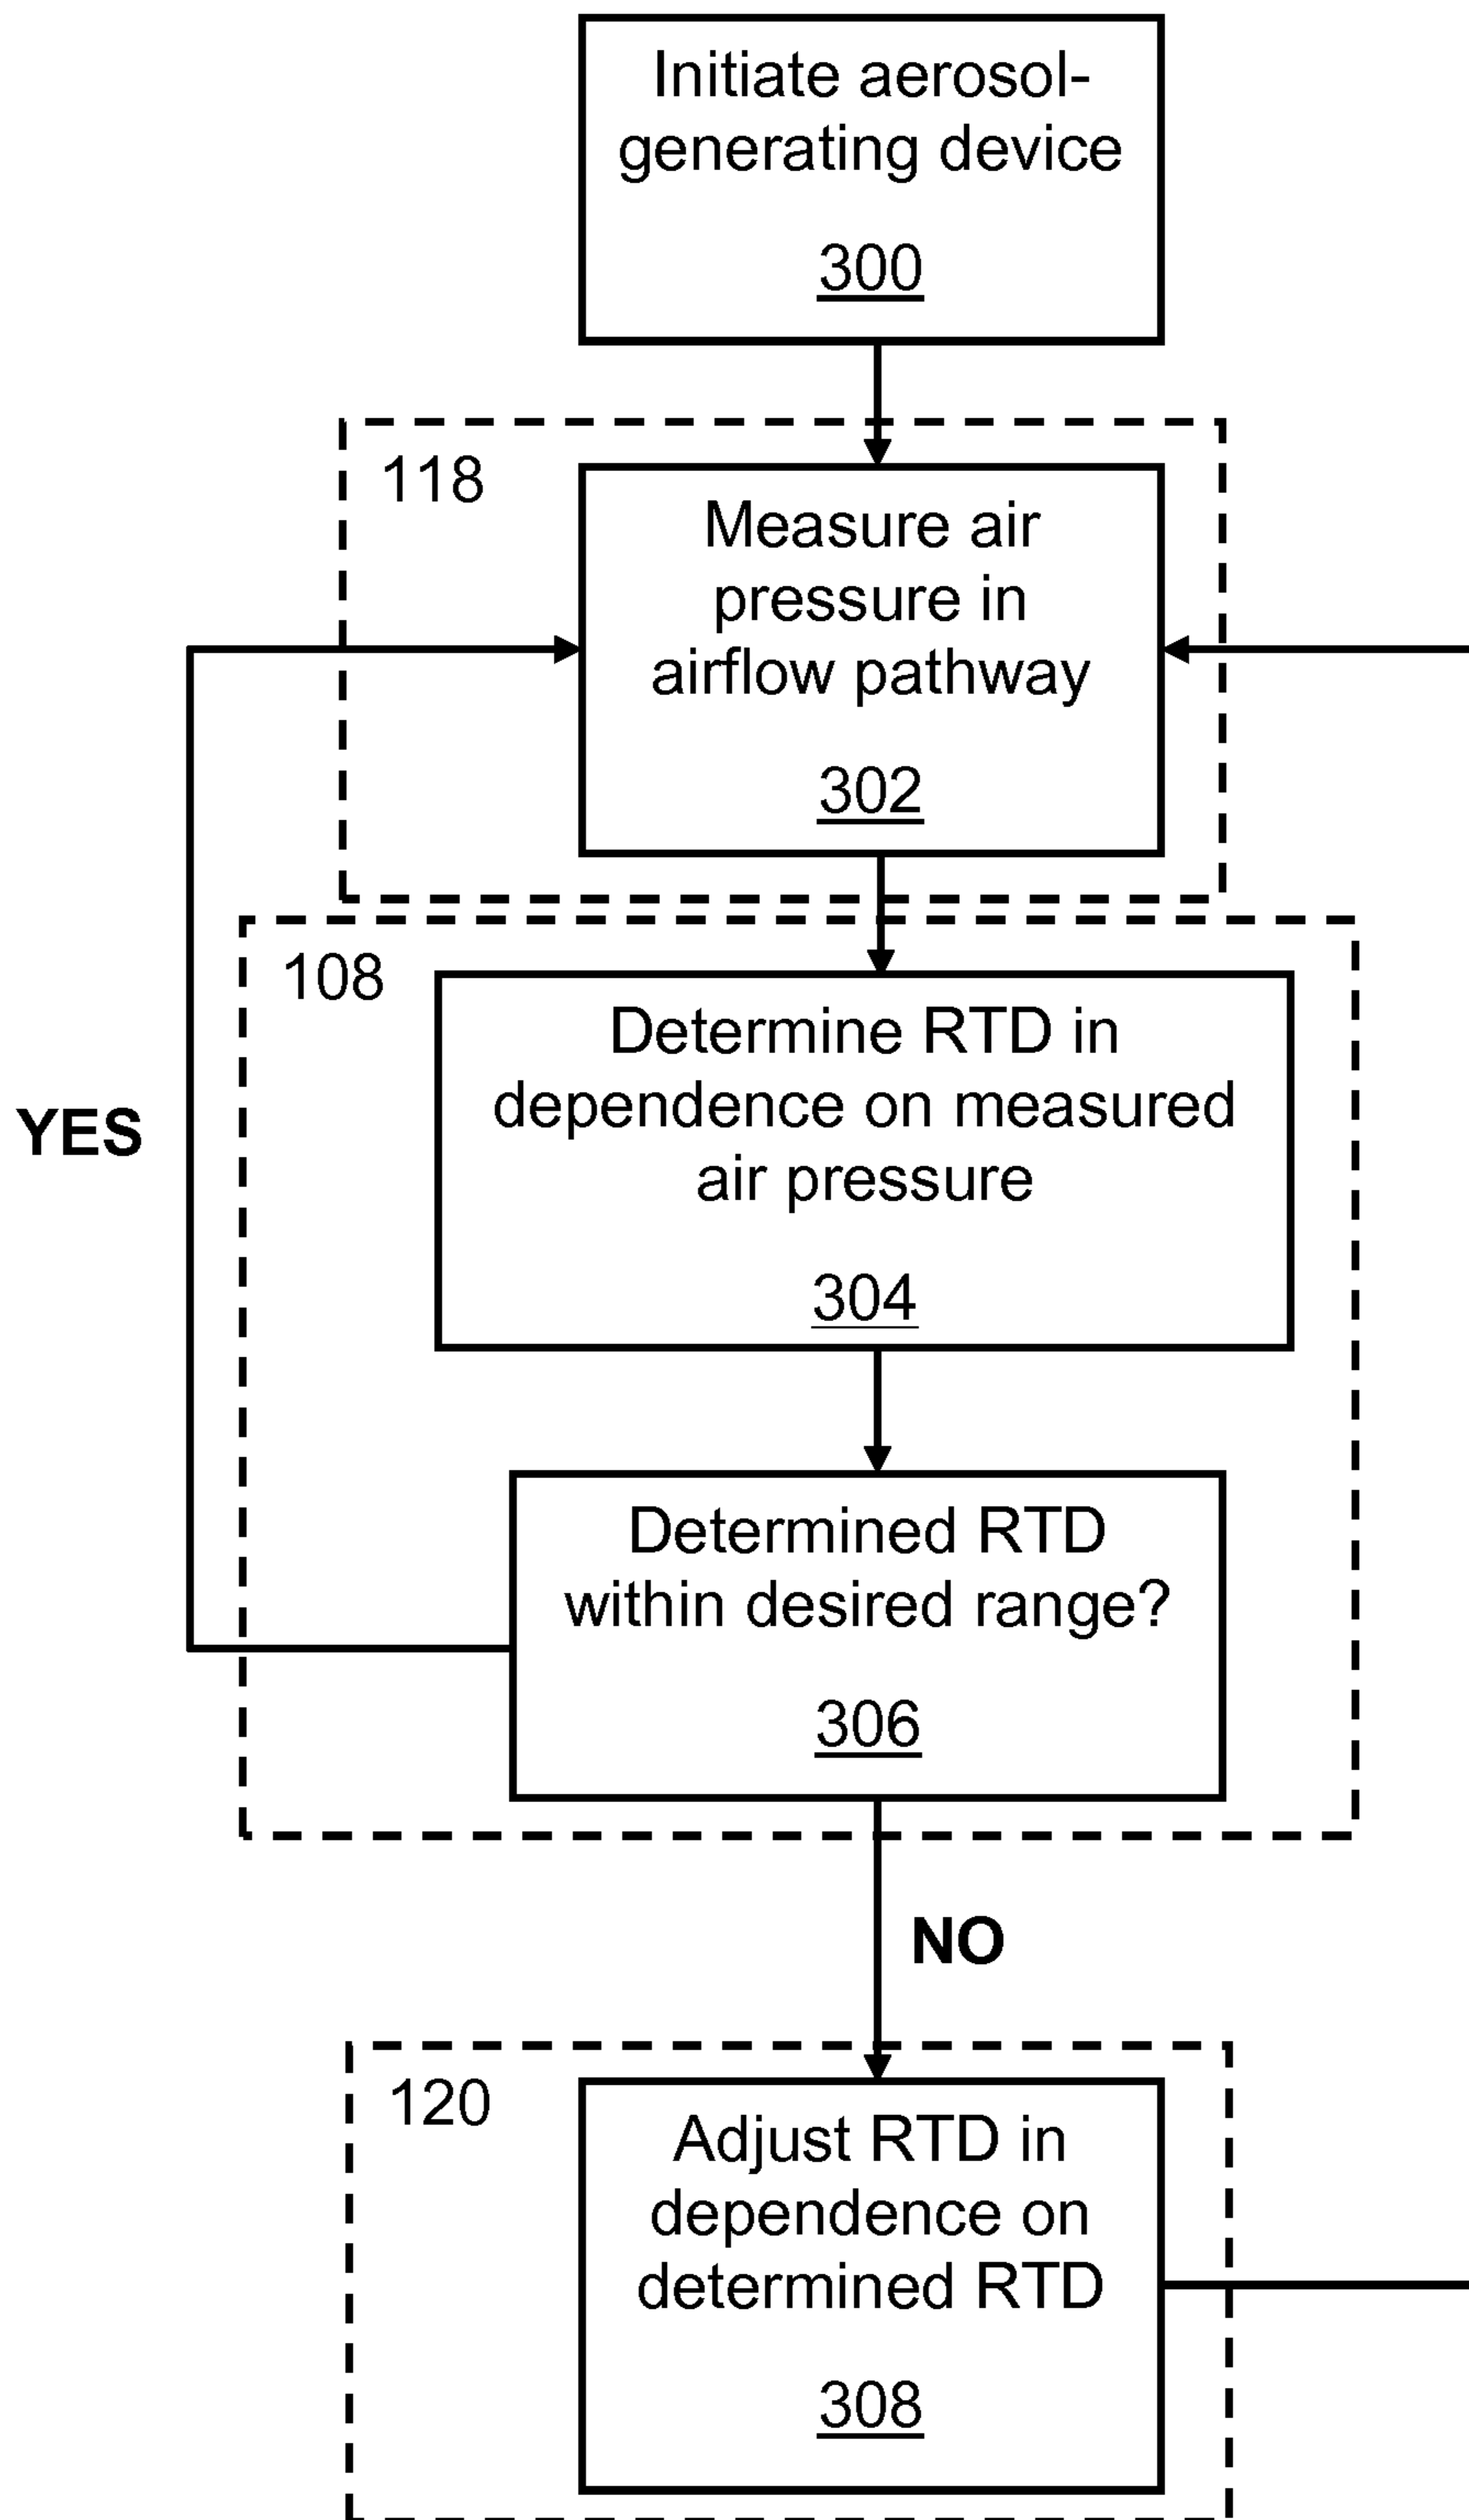 Initiate aerosol-
generating device
300
118
Measure air
pressure in
airflow pathway
302
108
Determine RTD in
dependence on measured
air pressure
304
YES
Determined RTD
within desired range?
306
NO
120
Adjust RTD in
dependence on
determined RTD
308